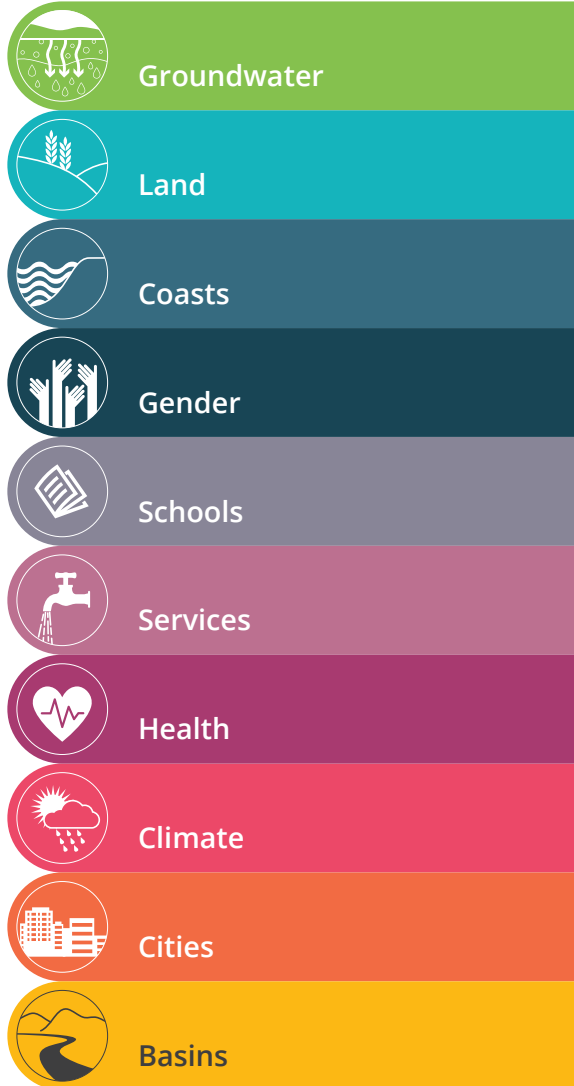 Groundwater
Land
Coasts
Gender
Schools
Services
Health
Climate
Cities
Basins